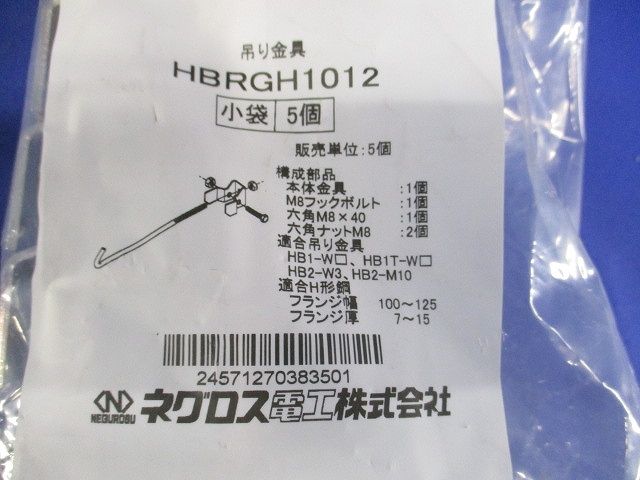 吊り金具
HBRGH1012
小袋 5個
販売単位:5個
構成部品
本体金具 :1個
M8フックボルト :1個
六角M8×40 :1個
六角ナットM8 :2個
適合吊り金具
HB1-W□、HB1T-W□
HB2-W3、HB2-M10
適合H形鋼
フランジ幅 100~125
フランジ厚 7~15
24571270383501
NEGUROSU ネグロス電工株式会社